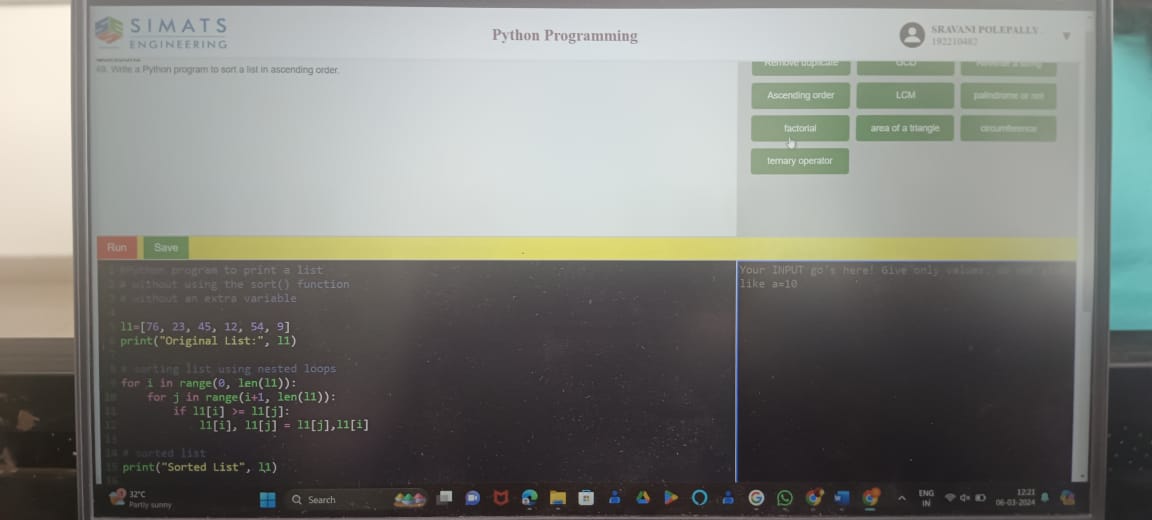 SIMATS
ENGINEERING
Python Programming
SRAVANI POLEPALLY
192210482
49. Write a Python program to sort a list in ascending order.
Remove duplicate
GCD
Ascending order
LCM
palindrome or not
factorial
area of a triangle
circumference
ternary operator
Run
Save
1 #Python program to print a list
2 # without using the sort() function
3 # without an extra variable
4
5 l1=[76, 23, 45, 12, 54, 9]
6 print("Original List:", l1)
8 # sorting list using nested loops
9 for i in range(0, len(l1)):
10 for j in range(i+1, len(l1)):
11 if l1[i] >= l1[j]:
12 l1[i], l1[j] = l1[j],l1[i]
13
14 # sorted list
15 print("Sorted List", l1)
Your INPUT go's here! Give only values,
like a=10
32°C
Partly sunny
Search
ENG
IN
12:21
06-03-2024